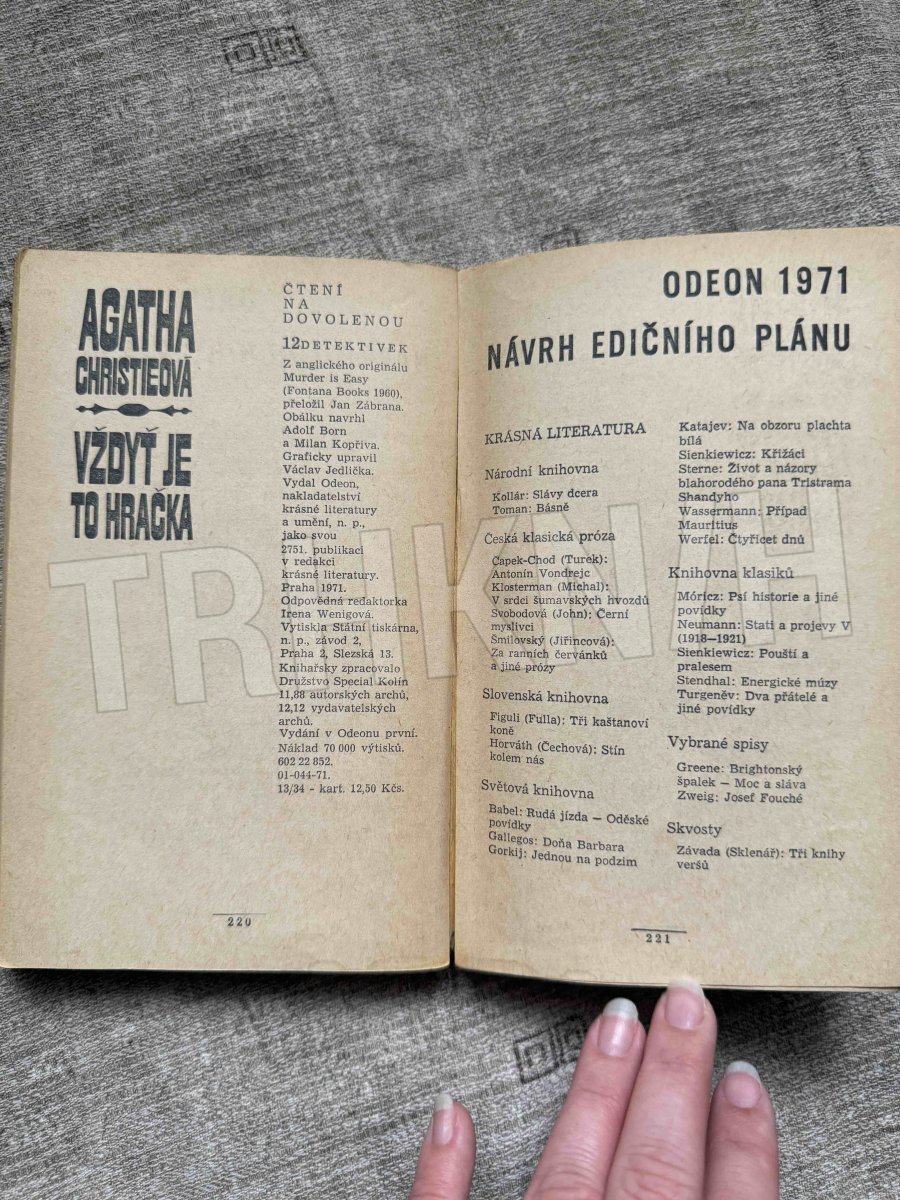 AGATHA
CHRISTIEOVÁ
VŽDYŤ JE
TO HRAČKA
ČTENÍ
NA
DOVOLENOU
12DETEKTIVEK
Z anglického originálu
Murder is Easy
(Fontana Books 1960),
přeložil Jan Zábrana.
Obálku navrhl
Adolf Born
a Milan Kopřiva.
Graficky upravil
Václav Jedlička.
Vydal Odeon,
nakladatelství
krásné literatury
a umění, n. p.,
jako svou
2751. publikaci
v redakci
krásné literatury.
Praha 1971.
Odpovědná redaktorka
Irena Wenigová.
Vytiskla Státní tiskárna,
n. p., závod 2,
Praha 2, Slezská 13.
Knihařsky zpracovalo
Družstvo Special Kolín
11,88 autorských archů,
12,12 vydavatelských
archů.
Vydání v Odeonu první.
Náklad 70 000 výtisků.
602 22 852.
01-044-71.
13/34 - kart. 12,50 Kčs.
220
ODEON 1971
NÁVRH EDIČNÍHO PLÁNU
KRÁSNÁ LITERATURA
Národní knihovna
Kollár: Slávy dcera
Toman: Básně
Česká klasická próza
Čapek-Chod (Turek):
Antonín Vondrejc
Klosterman (Michal):
V srdci šumavských hvozdů
Svobodová (John): Černí
myslivci
Šmilovský (Jiřincová):
Za ranních červánků
a jiné prózy
Slovenská knihovna
Figuli (Fulla): Tři kaštanoví
koně
Horváth (Čechová): Stín
kolem nás
Světová knihovna
Babel: Rudá jízda — Oděské
povídky
Gallegos: Doňa Barbara
Gorkij: Jednou na podzim
Katajev: Na obzoru plachta
bílá
Sienkiewicz: Křižáci
Sterne: Život a názory
blahorodého pana Tristrama
Shandyho
Wassermann: Případ
Mauritius
Werfel: Čtyřicet dnů
Knihovna klasiků
Móricz: Psí historie a jiné
povídky
Neumann: Stati a projevy V
(1918—1921)
Sienkiewicz: Pouští a
pralesem
Stendhal: Energické múzy
Turgeněv: Dva přátelé a
jiné povídky
Vybrané spisy
Greene: Brightonský
špalek — Moc a sláva
Zweig: Josef Fouché
Skvosty
Závada (Sklenář): Tři knihy
veršů
221